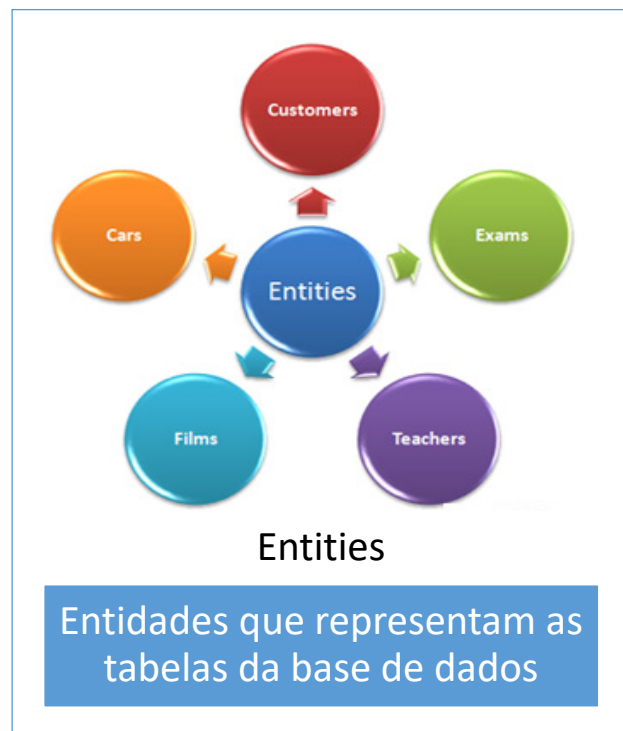 Customers
Cars
Exams
Entities
Films
Teachers
Entities
Entidades que representam as
tabelas da base de dados